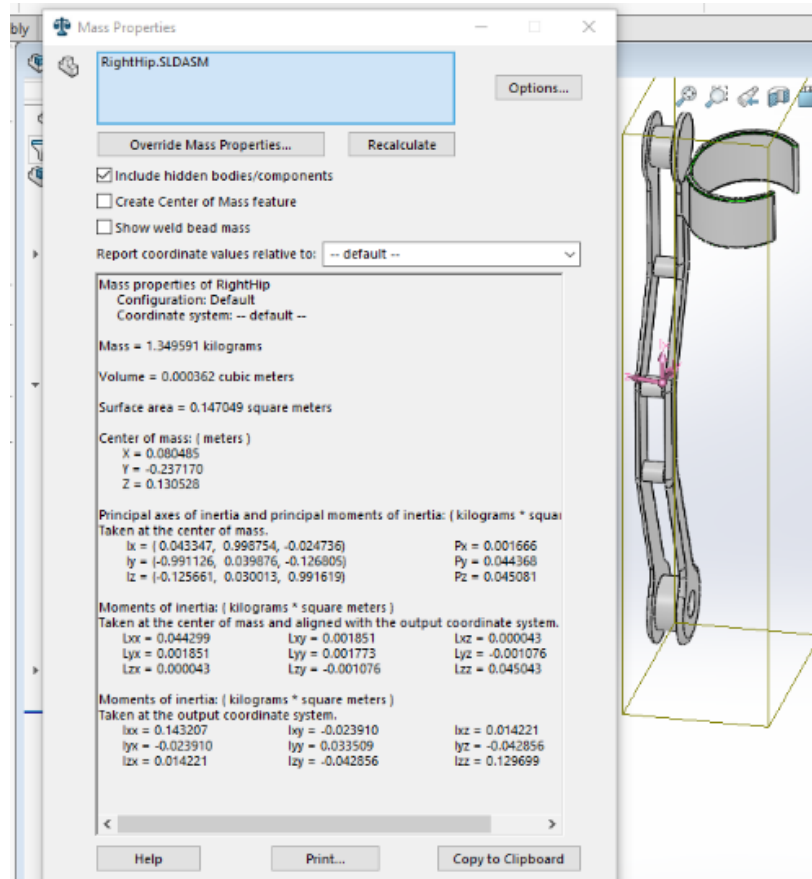 bly
Mass Properties
RightHip.SLDASM
Options...
Override Mass Properties...
Recalculate
Include hidden bodies/components
Create Center of Mass feature
Show weld bead mass
Report coordinate values relative to: -- default --
Mass properties of RightHip
Configuration: Default
Coordinate system: -- default --
Mass = 1.349591 kilograms
Volume = 0.000362 cubic meters
Surface area = 0.147049 square meters
Center of mass: ( meters )
X = 0.080485
Y = -0.237170
Z = 0.130528
Principal axes of inertia and principal moments of inertia: ( kilograms * squar
Taken at the center of mass.
Ix = ( 0.043347, 0.998754, -0.024736) Px = 0.001666
Iy = (-0.991126, 0.039876, -0.126805) Py = 0.044368
Iz = (-0.125661, 0.030013, 0.991619) Pz = 0.045081
Moments of inertia: ( kilograms * square meters )
Taken at the center of mass and aligned with the output coordinate system.
Lxx = 0.044299 Lxy = 0.001851 Lxz = 0.000043
Lyx = 0.001851 Lyy = 0.001773 Lyz = -0.001076
Lzx = 0.000043 Lzy = -0.001076 Lzz = 0.045043
Moments of inertia: ( kilograms * square meters )
Taken at the output coordinate system.
Ixx = 0.143207 Ixy = -0.023910 Ixz = 0.014221
Iyx = -0.023910 Iyy = 0.033509 Iyz = -0.042856
Izx = 0.014221 Izy = -0.042856 Izz = 0.129699
Help
Print...
Copy to Clipboard